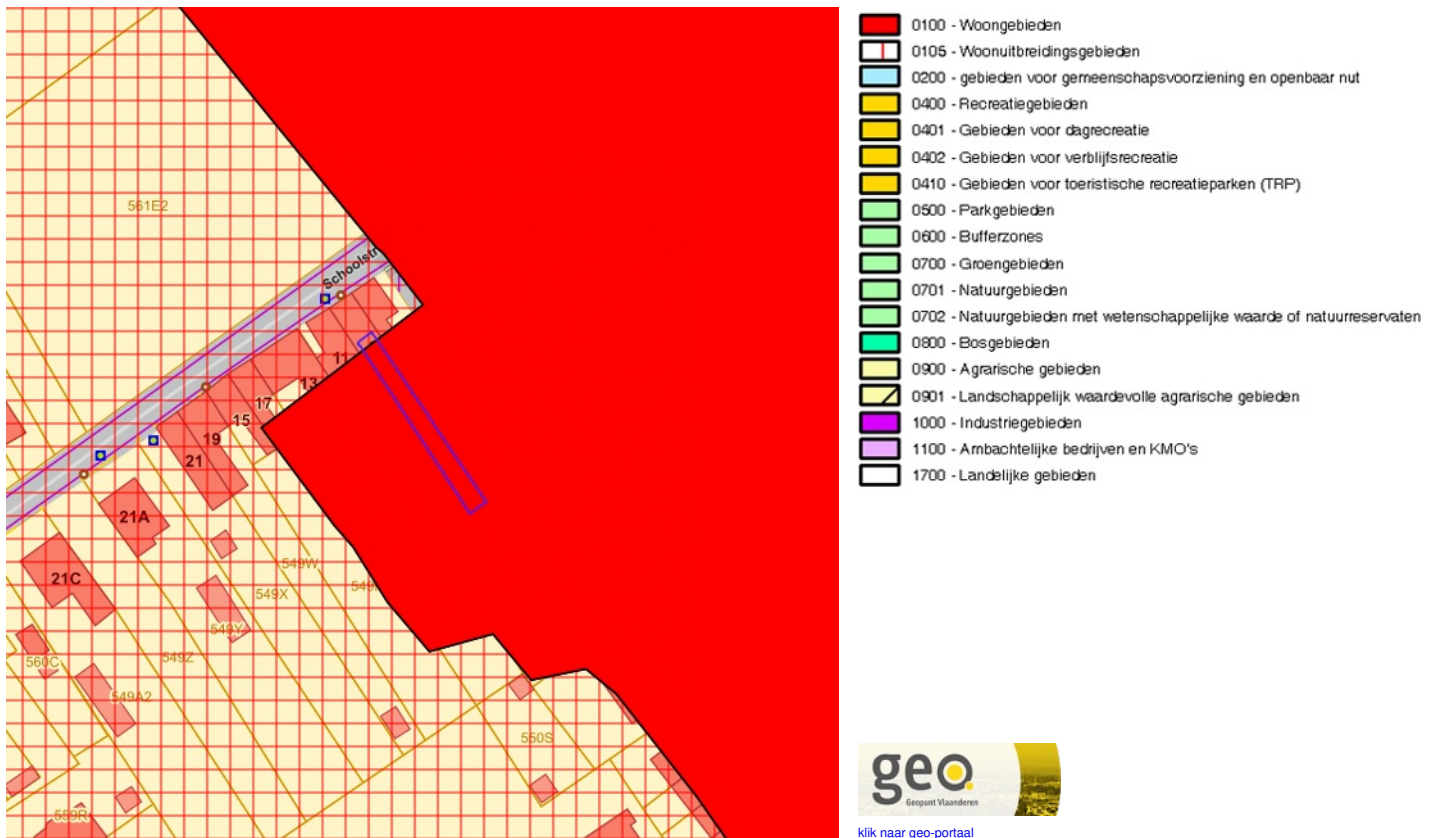 561E2
Schoolstr
11
13
17
15
19
21
21A
21C
549W
549X
549Y
549Z
560C
549A2
550S
559R
0100 - Woongebieden
0105 - Woonuitbreidingsgebieden
0200 - gebieden voor gemeenschapsvoorziening en openbaar nut
0400 - Recreatiegebieden
0401 - Gebieden voor dagrecreatie
0402 - Gebieden voor verblijfsrecreatie
0410 - Gebieden voor toeristische recreatieparken (TRP)
0500 - Parkgebieden
0600 - Bufferzones
0700 - Groengebieden
0701 - Natuurgebieden
0702 - Natuurgebieden met wetenschappelijke waarde of natuurreservaten
0800 - Bosgebieden
0900 - Agrarische gebieden
0901 - Landschappelijk waardevolle agrarische gebieden
1000 - Industriegebieden
1100 - Ambachtelijke bedrijven en KMO's
1700 - Landelijke gebieden
geo.
Geopunt Vlaanderen
klik naar geo-portaal